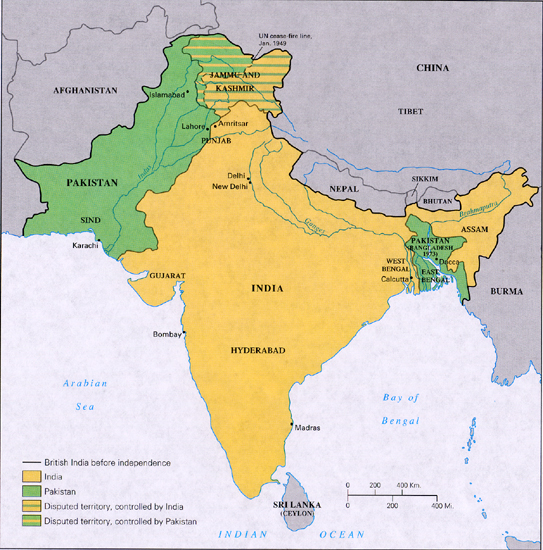 UN cease-fire line,
Jan. 1949
CHINA
JAMMU AND
KASHMIR
AFGHANISTAN
Islamabad
TIBET
Lahore
Amritsar
PUNJAB
Indus
PAKISTAN
Delhi
New Delhi
NEPAL
SIKKIM
BHUTAN
Brahmaputra
SIND
Ganges
ASSAM
Karachi
PAKISTAN
(BANGLADESH
1973)
WEST
BENGAL
Dacca
EAST
BENGAL
Calcutta
GUJARAT
INDIA
BURMA
Bombay
HYDERABAD
Arabian
Sea
Bay of
Bengal
Madras
British India before independence
India
Pakistan
Disputed territory, controlled by India
Disputed territory, controlled by Pakistan
0 200 400 Km.
0 200 400 Mi.
SRI LANKA
(CEYLON)
INDIAN OCEAN